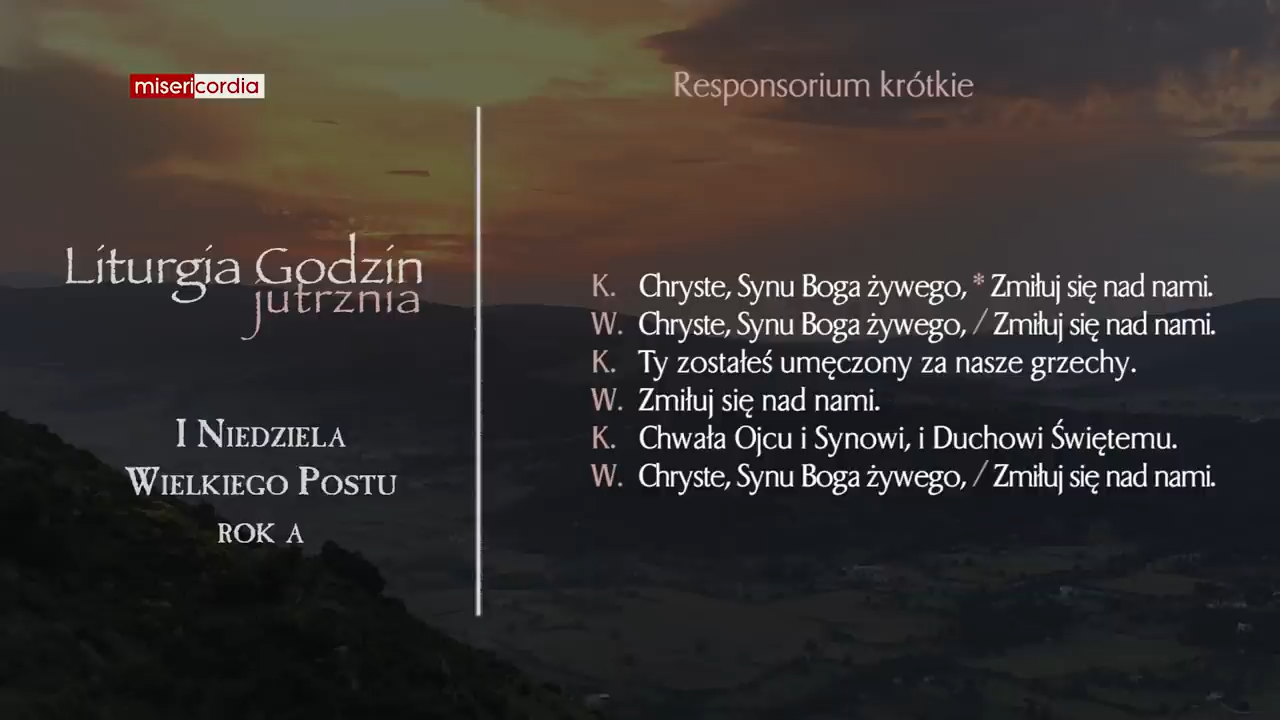 misericordia
Liturgia Godzin
jutrznia
I Niedziela
Wielkiego Postu
rok a
Responsorium krótkie
K. Chryste, Synu Boga żywego, * Zmiłuj się nad nami.
W. Chryste, Synu Boga żywego, / Zmiłuj się nad nami.
K. Ty zostałeś umęczony za nasze grzechy.
W. Zmiłuj się nad nami.
K. Chwała Ojcu i Synowi, i Duchowi Świętemu.
W. Chryste, Synu Boga żywego, / Zmiłuj się nad nami.